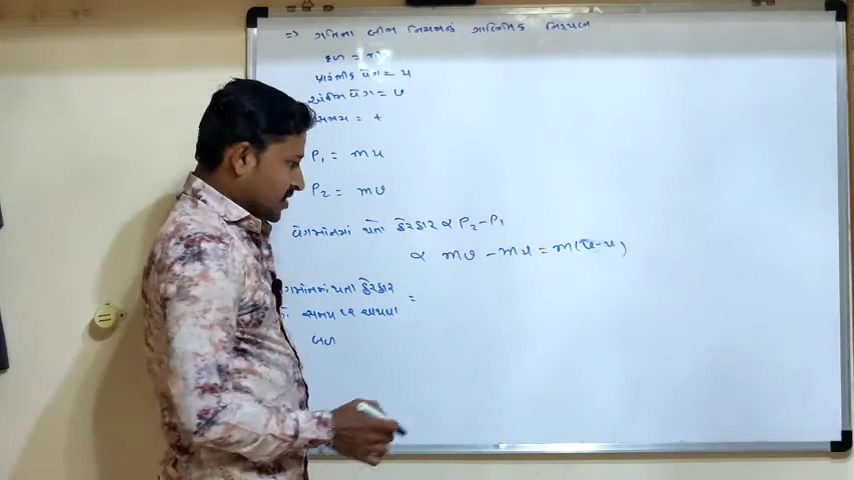 ⇒ ગતિના બીજા નિયમનું ગાણિતિક નિરૂપણ
દળ = m
પ્રારંભિક વેગ = u
અંતિમ વેગ = v
સમય = t
P₁ = mu
P₂ = mv
વેગમાનમાં થતો ફેરફાર ∝ P₂-P₁
∝ mv - mu = m(v-u)
વેગમાનમાં થતા ફેરફાર
સમય દર અથવા =
બળ